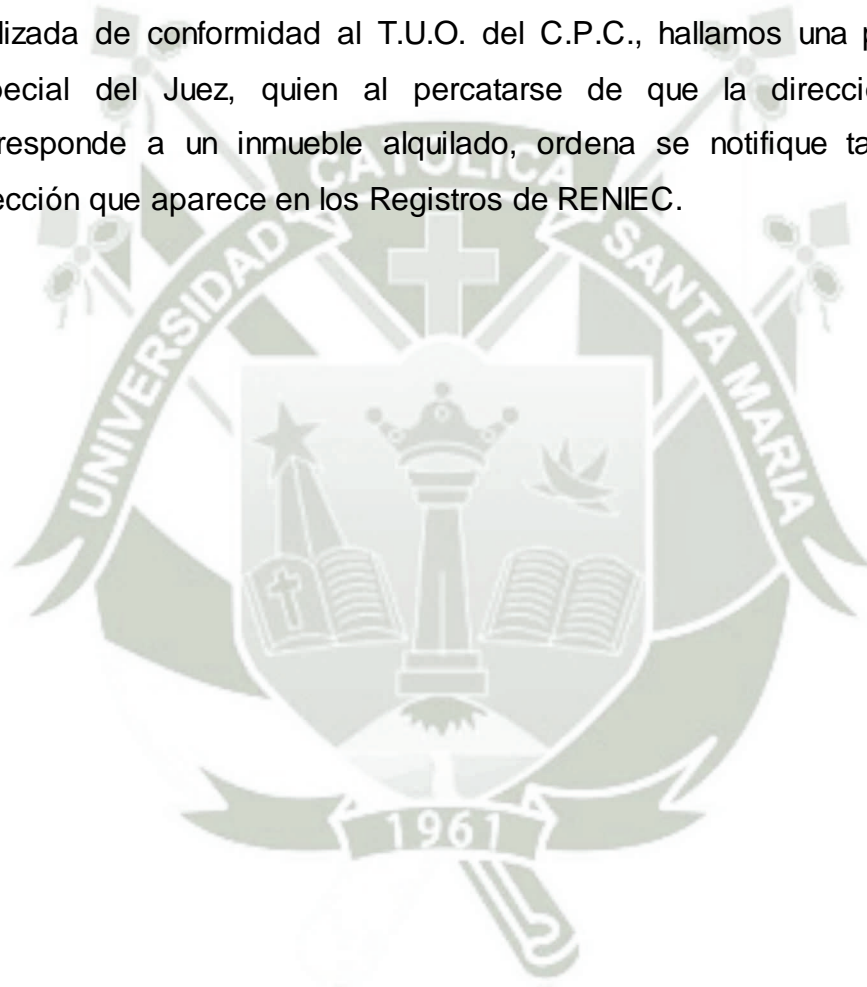 lizada de conformidad al T.U.O. del C.P.C., hallamos una p
pecial del Juez, quien al percatarse de que la direcci
responde a un inmueble alquilado, ordena se notifique ta
ección que aparece en los Registros de RENIEC.
UNIVERSIDAD CATOLICA SANTA MARIA
1961